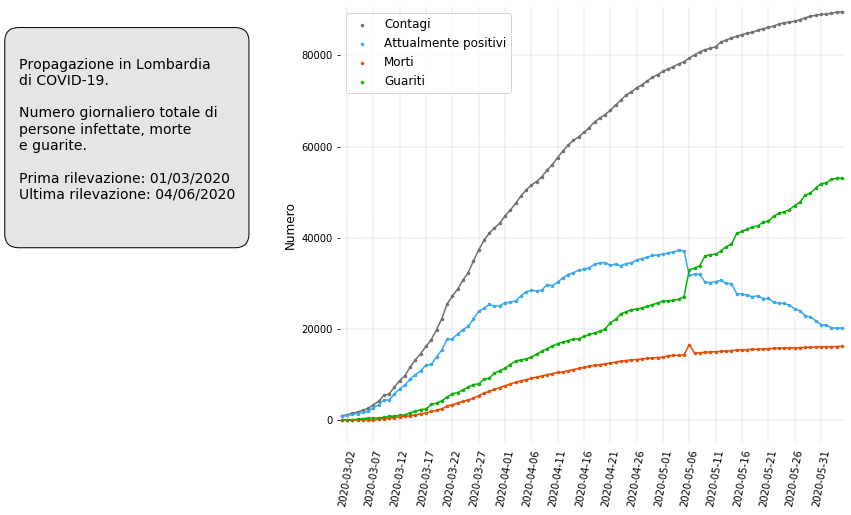 Propagazione in Lombardia
di COVID-19.
Numero giornaliero totale di
persone infettate, morte
e guarite.
Prima rilevazione: 01/03/2020
Ultima rilevazione: 04/06/2020
Contagi
Attualmente positivi
Morti
Guariti
Numero
80000
60000
40000
20000
0
2020-03-02
2020-03-07
2020-03-12
2020-03-17
2020-03-22
2020-03-27
2020-04-01
2020-04-06
2020-04-11
2020-04-16
2020-04-21
2020-04-26
2020-05-01
2020-05-06
2020-05-11
2020-05-16
2020-05-21
2020-05-26
2020-05-31